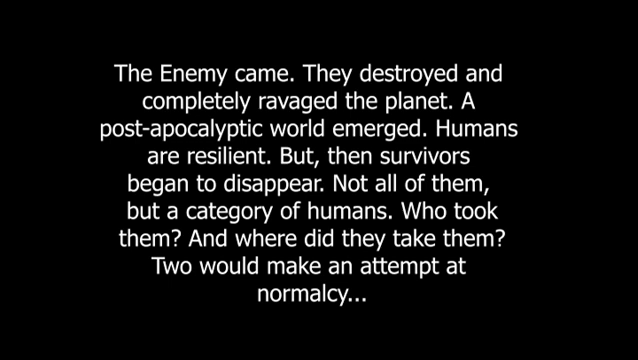 The Enemy came. They destroyed and
completely ravaged the planet. A
post-apocalyptic world emerged. Humans
are resilient. But, then survivors
began to disappear. Not all of them,
but a category of humans. Who took
them? And where did they take them?
Two would make an attempt at
normalcy...